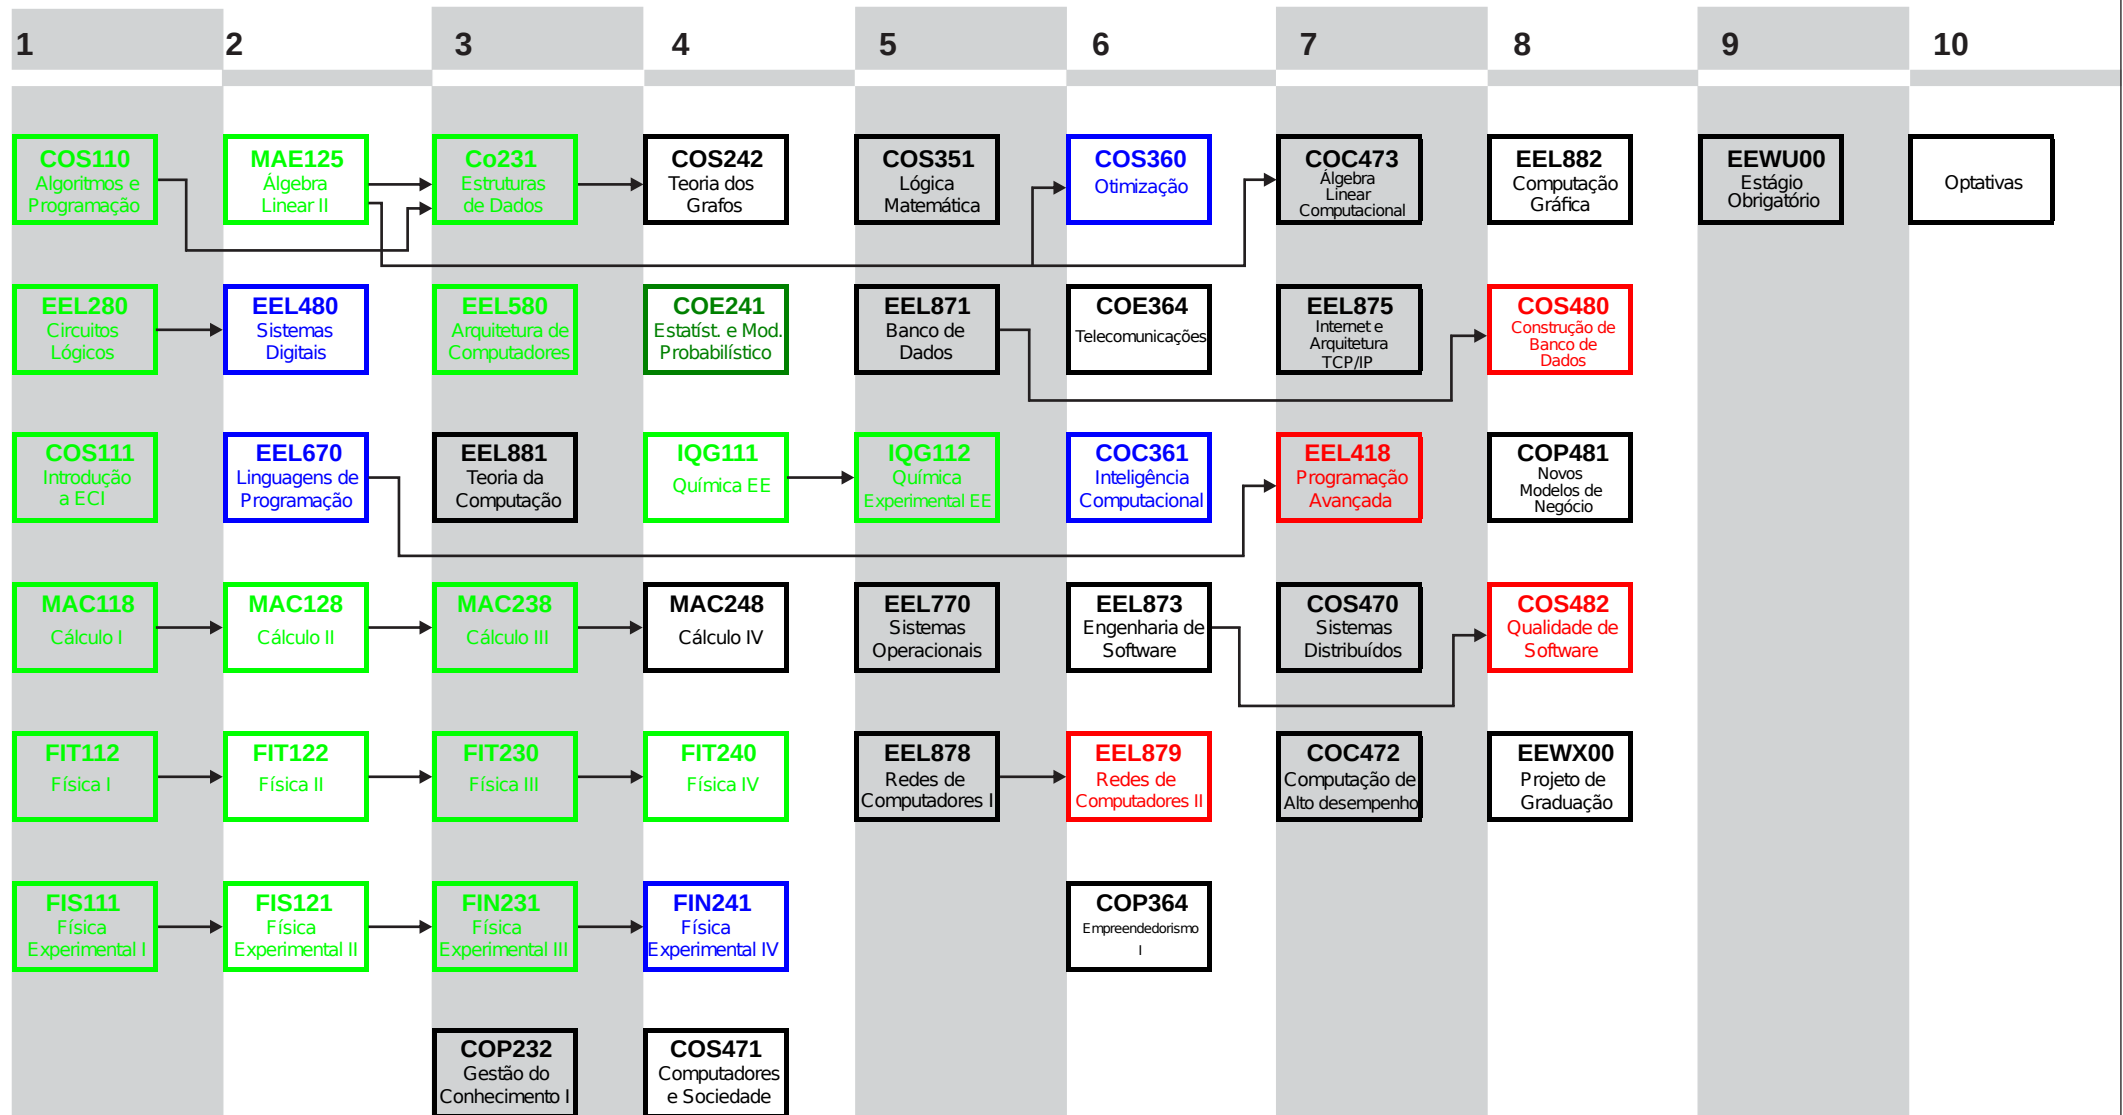 1 2 3 4 5 6 7 8 9 10
COS110
Algoritmos e
Programação
MAE125
Álgebra
Linear II
Co231
Estruturas
de Dados
COS242
Teoria dos
Grafos
COS351
Lógica
Matemática
COS360
Otimização
COC473
Álgebra
Linear
Computacional
EEL882
Computação
Gráfica
EEWU00
Estágio
Obrigatório
Optativas
EEL280
Circuitos
Lógicos
EEL480
Sistemas
Digitais
EEL580
Arquitetura de
Computadores
COE241
Estatíst. e Mod.
Probabilístico
EEL871
Banco de
Dados
COE364
Telecomunicações
EEL875
Internet e
Arquitetura
TCP/IP
COS480
Construção de
Banco de
Dados
COS111
Introdução
a ECI
EEL670
Linguagens de
Programação
EEL881
Teoria da
Computação
IQG111
Química EE
IQG112
Química
Experimental EE
COC361
Inteligência
Computacional
EEL418
Programação
Avançada
COP481
Novos
Modelos de
Negócio
MAC118
Cálculo I
MAC128
Cálculo II
MAC238
Cálculo III
MAC248
Cálculo IV
EEL770
Sistemas
Operacionais
EEL873
Engenharia de
Software
COS470
Sistemas
Distribuídos
COS482
Qualidade de
Software
FIT112
Física I
FIT122
Física II
FIT230
Física III
FIT240
Física IV
EEL878
Redes de
Computadores I
EEL879
Redes de
Computadores II
COC472
Computação de
Alto desempenho
EEWX00
Projeto de
Graduação
FIS111
Física
Experimental I
FIS121
Física
Experimental II
FIN231
Física
Experimental III
FIN241
Física
Experimental IV
COP364
Empreendedorismo
I
COP232
Gestão do
Conhecimento I
COS471
Computadores
e Sociedade